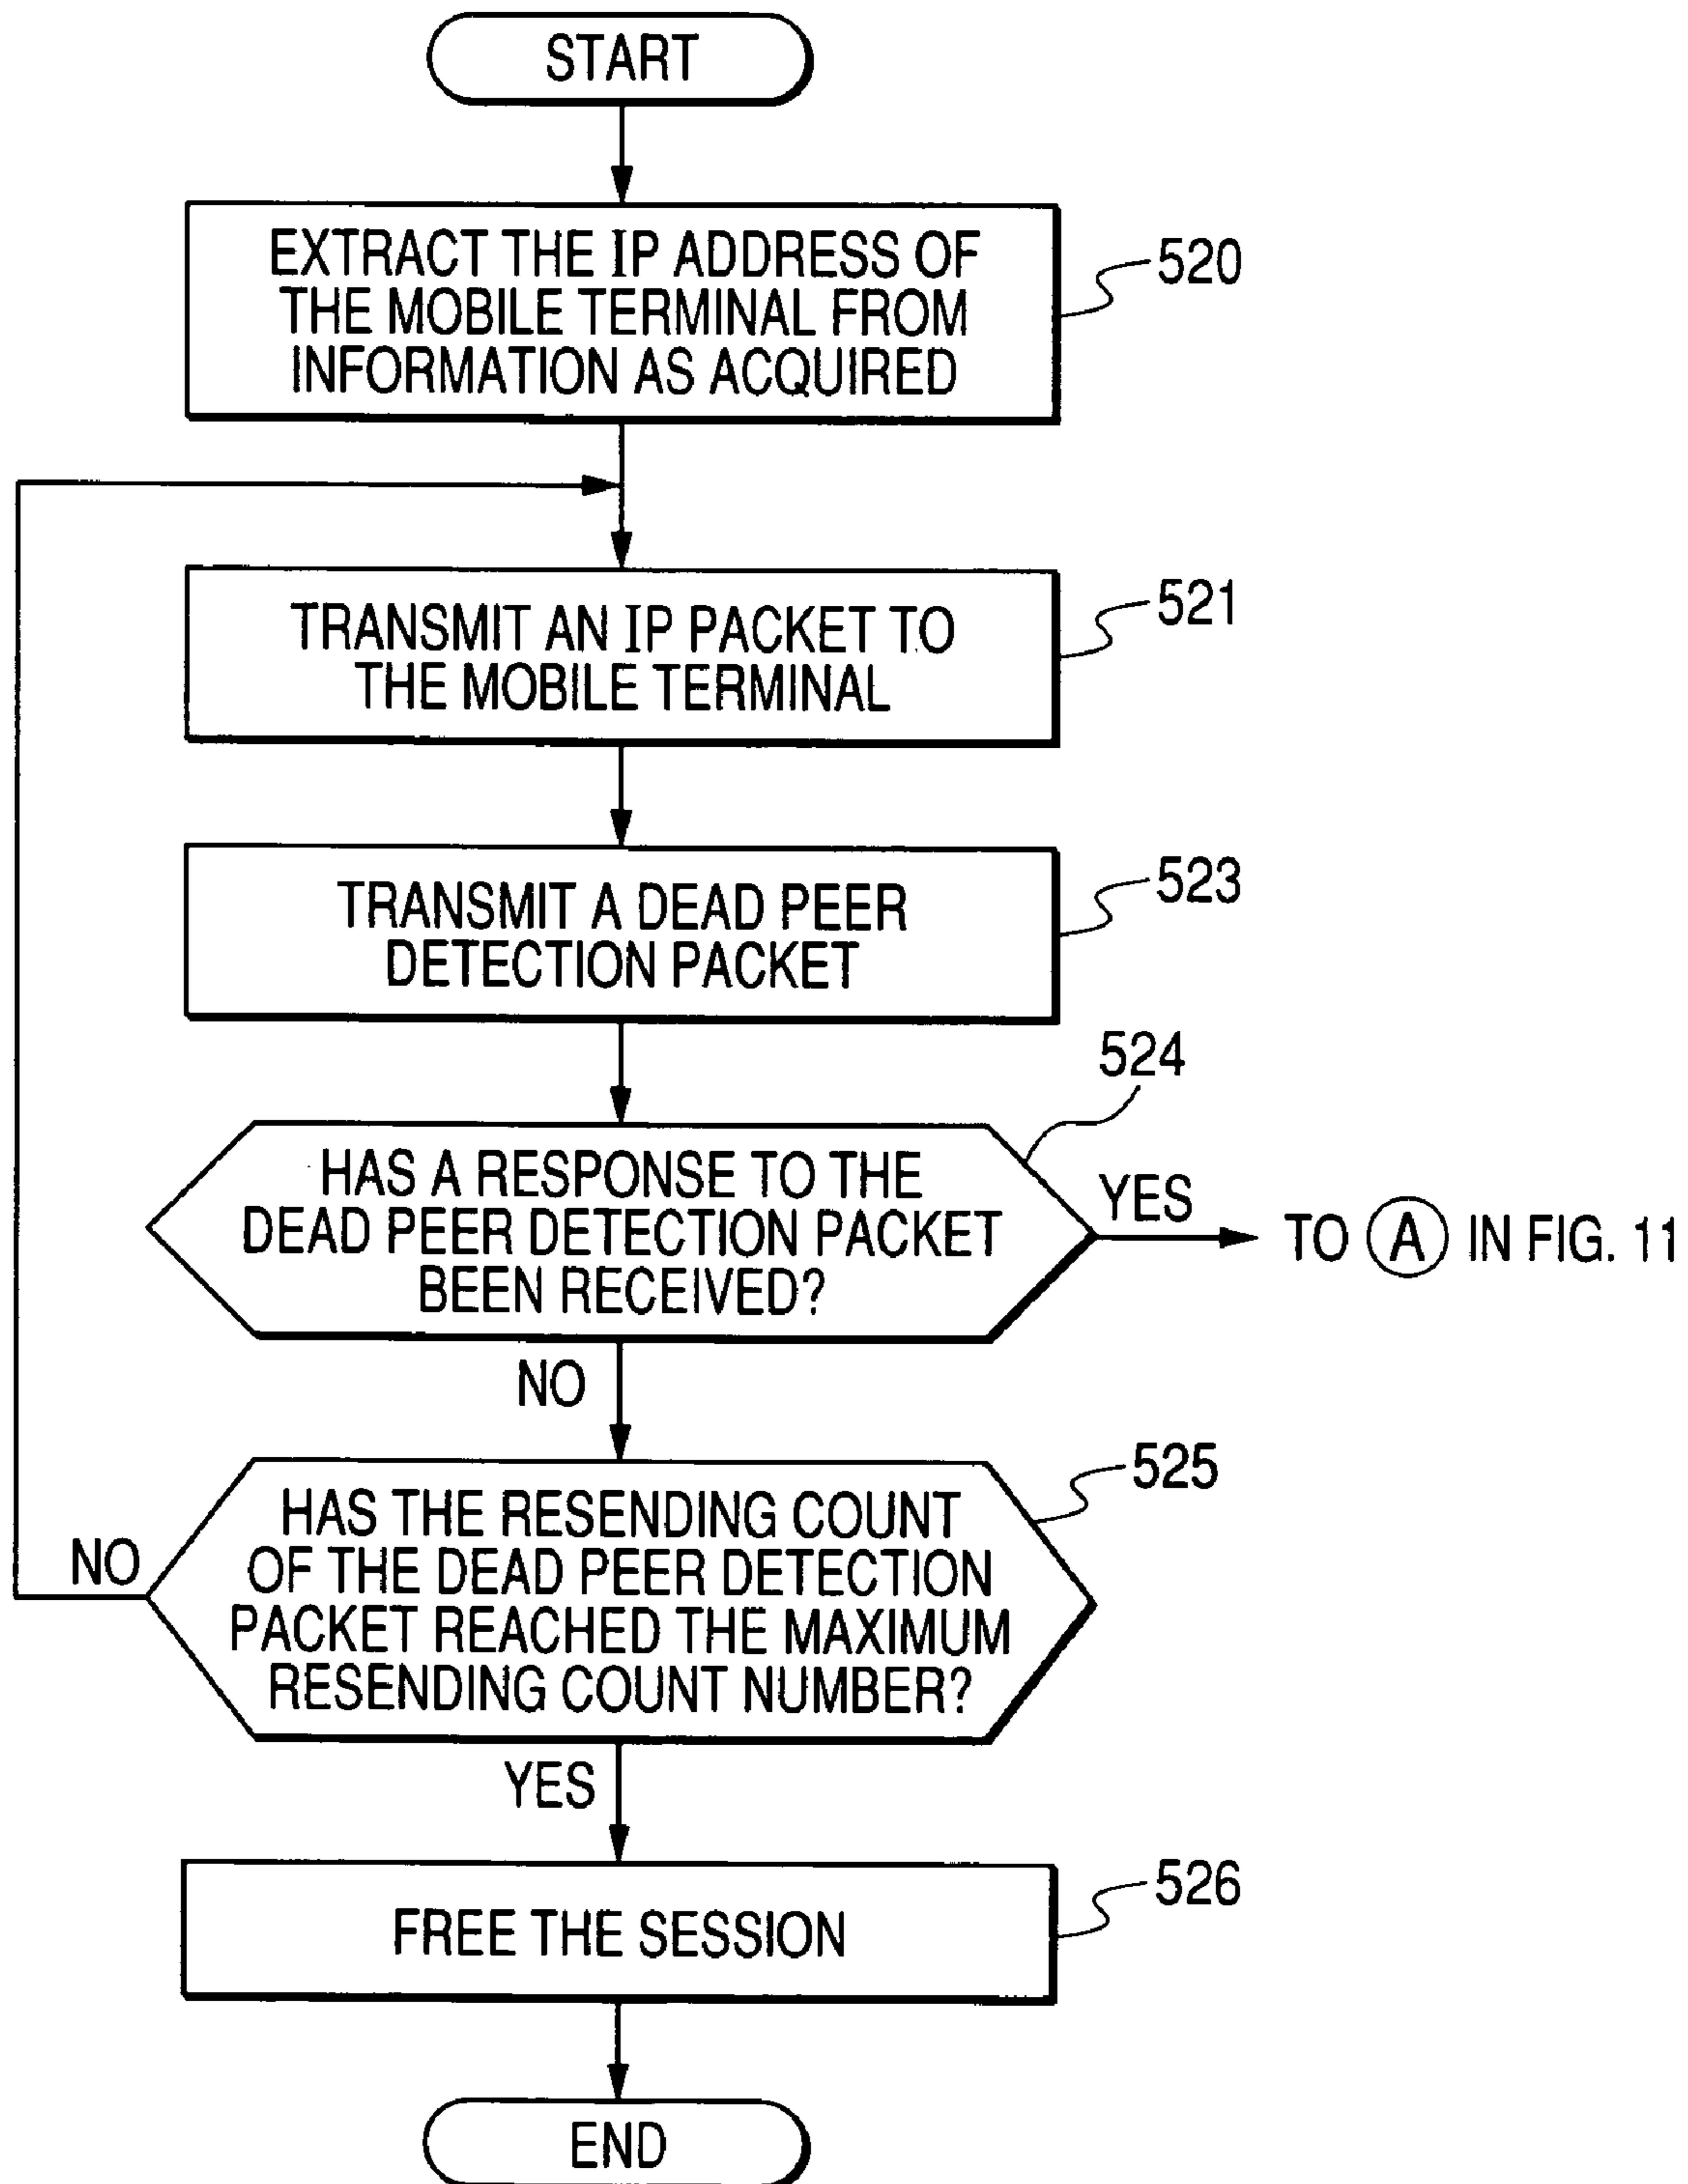 START
EXTRACT THE IP ADDRESS OF
THE MOBILE TERMINAL FROM
INFORMATION AS ACQUIRED
520
TRANSMIT AN IP PACKET TO
THE MOBILE TERMINAL
521
TRANSMIT A DEAD PEER
DETECTION PACKET
523
524
HAS A RESPONSE TO THE
DEAD PEER DETECTION PACKET
BEEN RECEIVED?
YES
TO A IN FIG. 11
NO
525
HAS THE RESENDING COUNT
OF THE DEAD PEER DETECTION
PACKET REACHED THE MAXIMUM
RESENDING COUNT NUMBER?
NO
YES
526
FREE THE SESSION
END